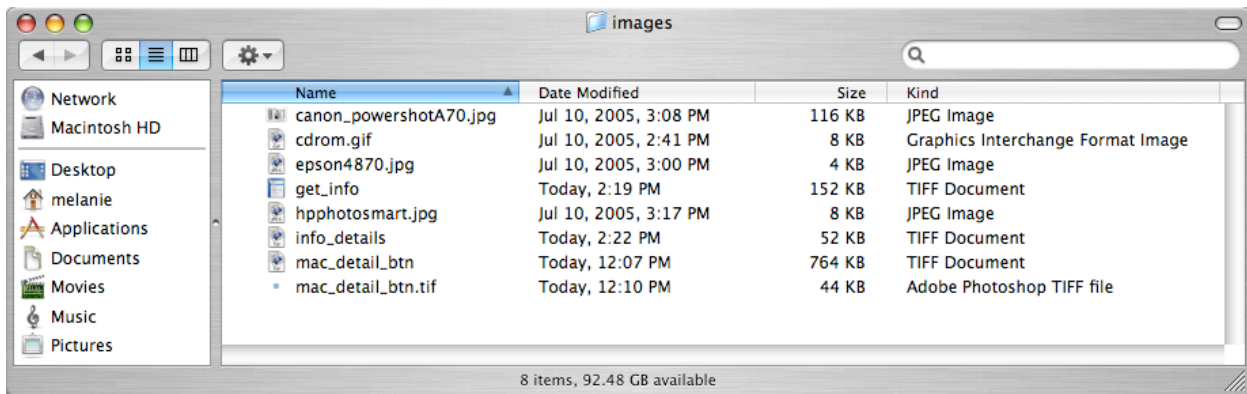 images
Network
Macintosh HD
Desktop
melanie
Applications
Documents
Movies
Music
Pictures
Name Date Modified Size Kind
canon_powershotA70.jpg Jul 10, 2005, 3:08 PM 116 KB JPEG Image
cdrom.gif Jul 10, 2005, 2:41 PM 8 KB Graphics Interchange Format Image
epson4870.jpg Jul 10, 2005, 3:00 PM 4 KB JPEG Image
get_info Today, 2:19 PM 152 KB TIFF Document
hpphotosmart.jpg Jul 10, 2005, 3:17 PM 8 KB JPEG Image
info_details Today, 2:22 PM 52 KB TIFF Document
mac_detail_btn Today, 12:07 PM 764 KB TIFF Document
mac_detail_btn.tif Today, 12:10 PM 44 KB Adobe Photoshop TIFF file
8 items, 92.48 GB available